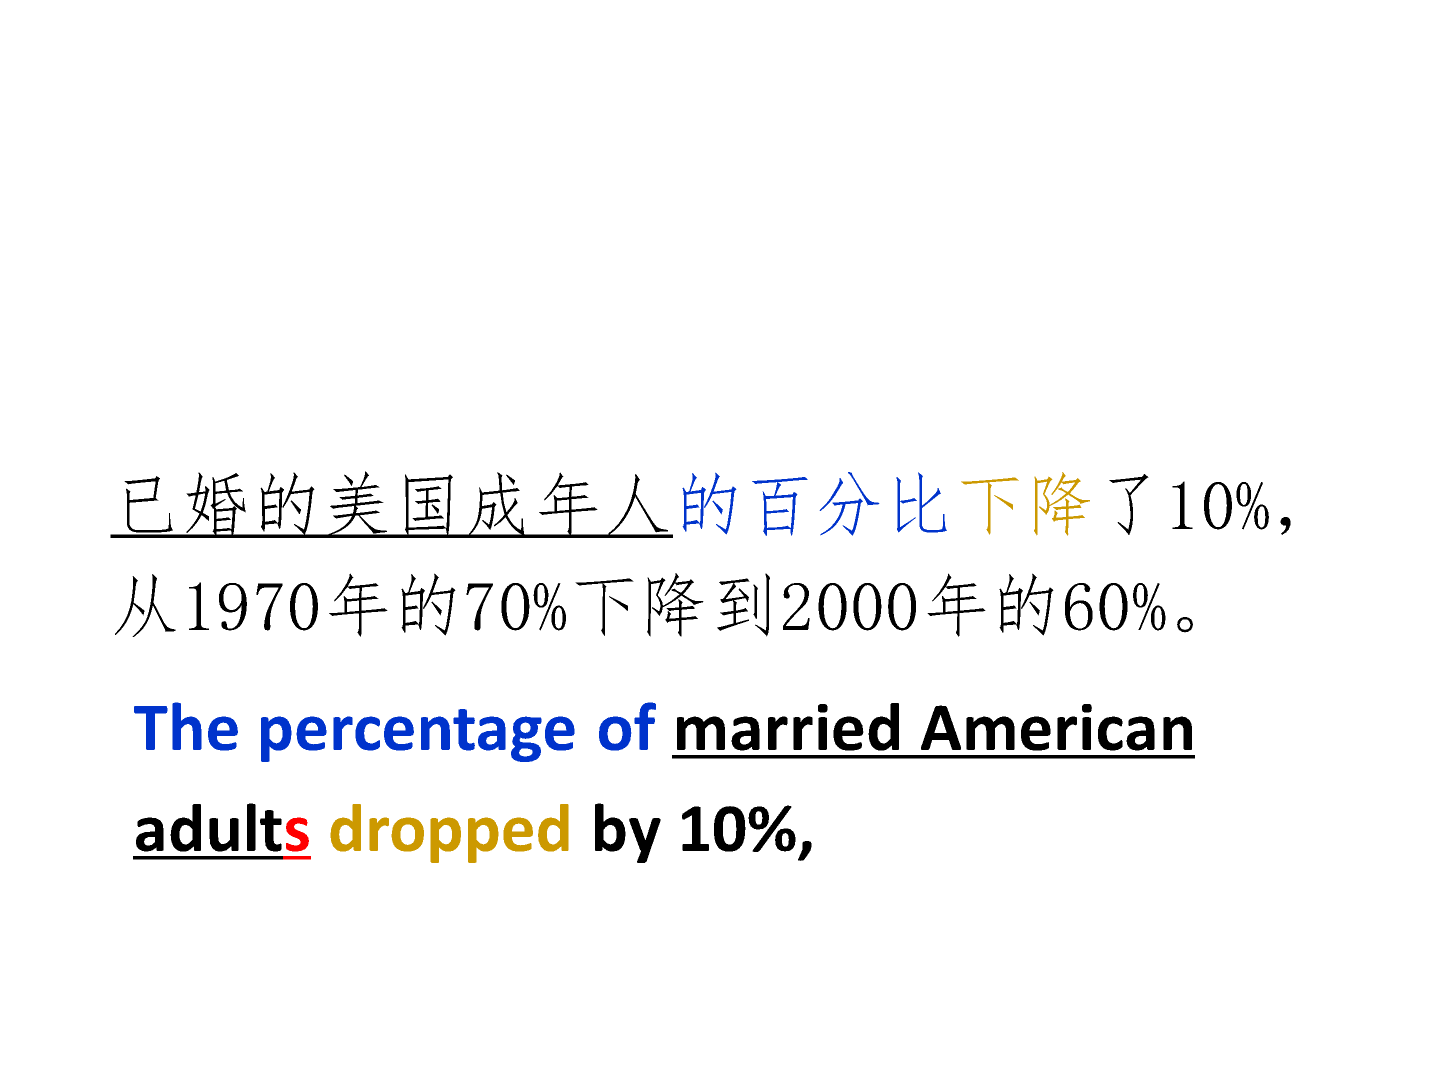 已婚的美国成年人的百分比下降了10%，
从1970年的70%下降到2000年的60%。
The percentage of married American
adults dropped by 10%,